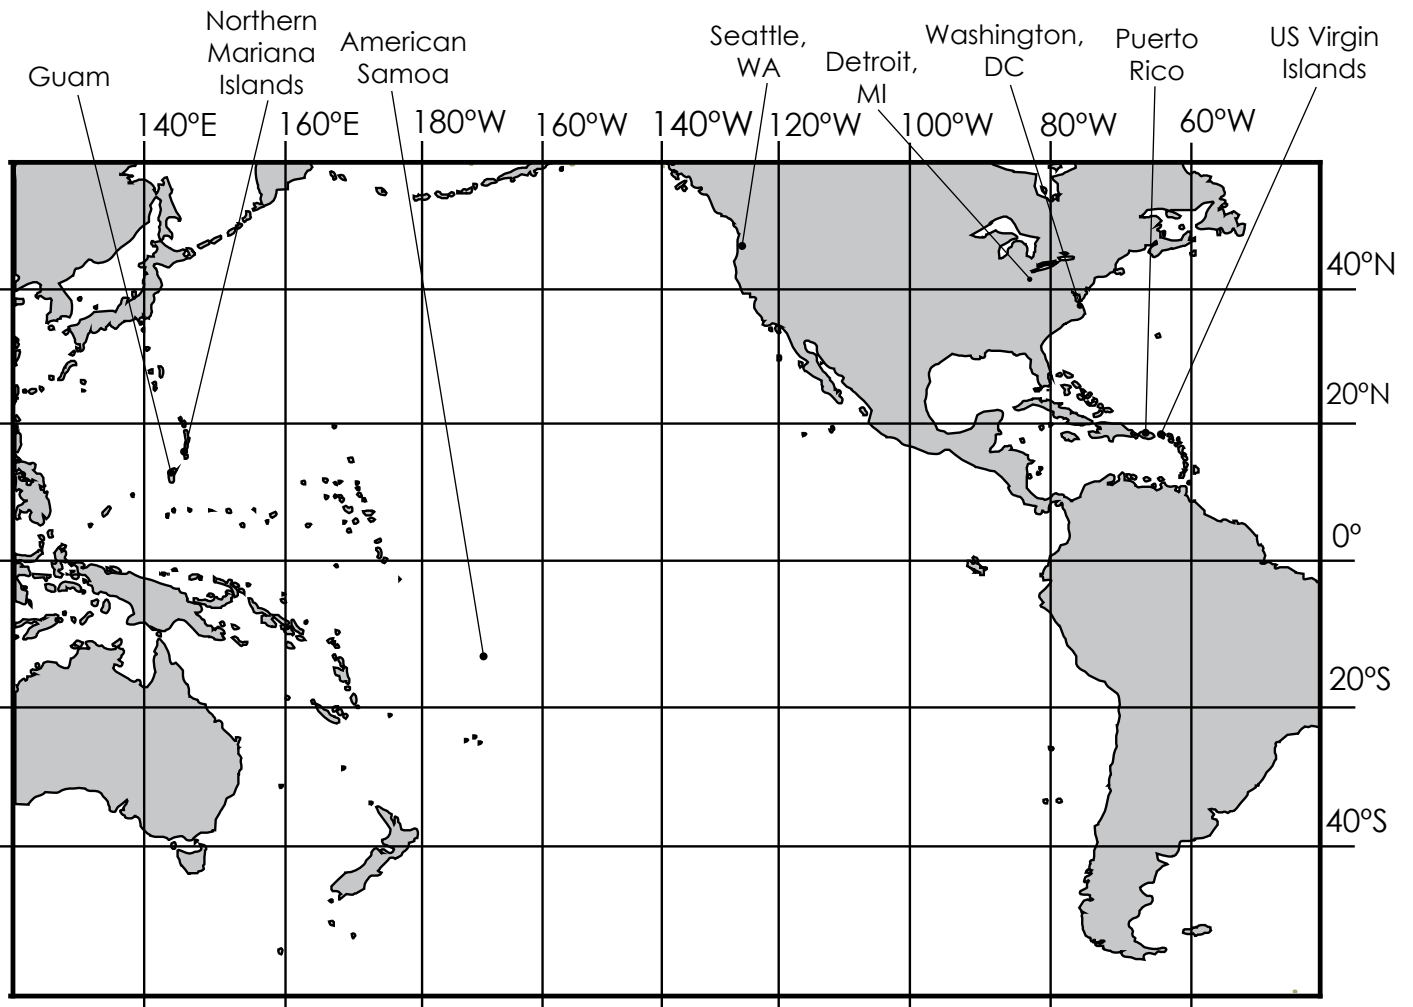 Guam
Northern
Mariana
Islands
American
Samoa
Seattle,
WA
Detroit,
MI
Washington,
DC
Puerto
Rico
US Virgin
Islands
140°E
160°E
180°W
160°W
140°W
120°W
100°W
80°W
60°W
40°N
20°N
0°
20°S
40°S